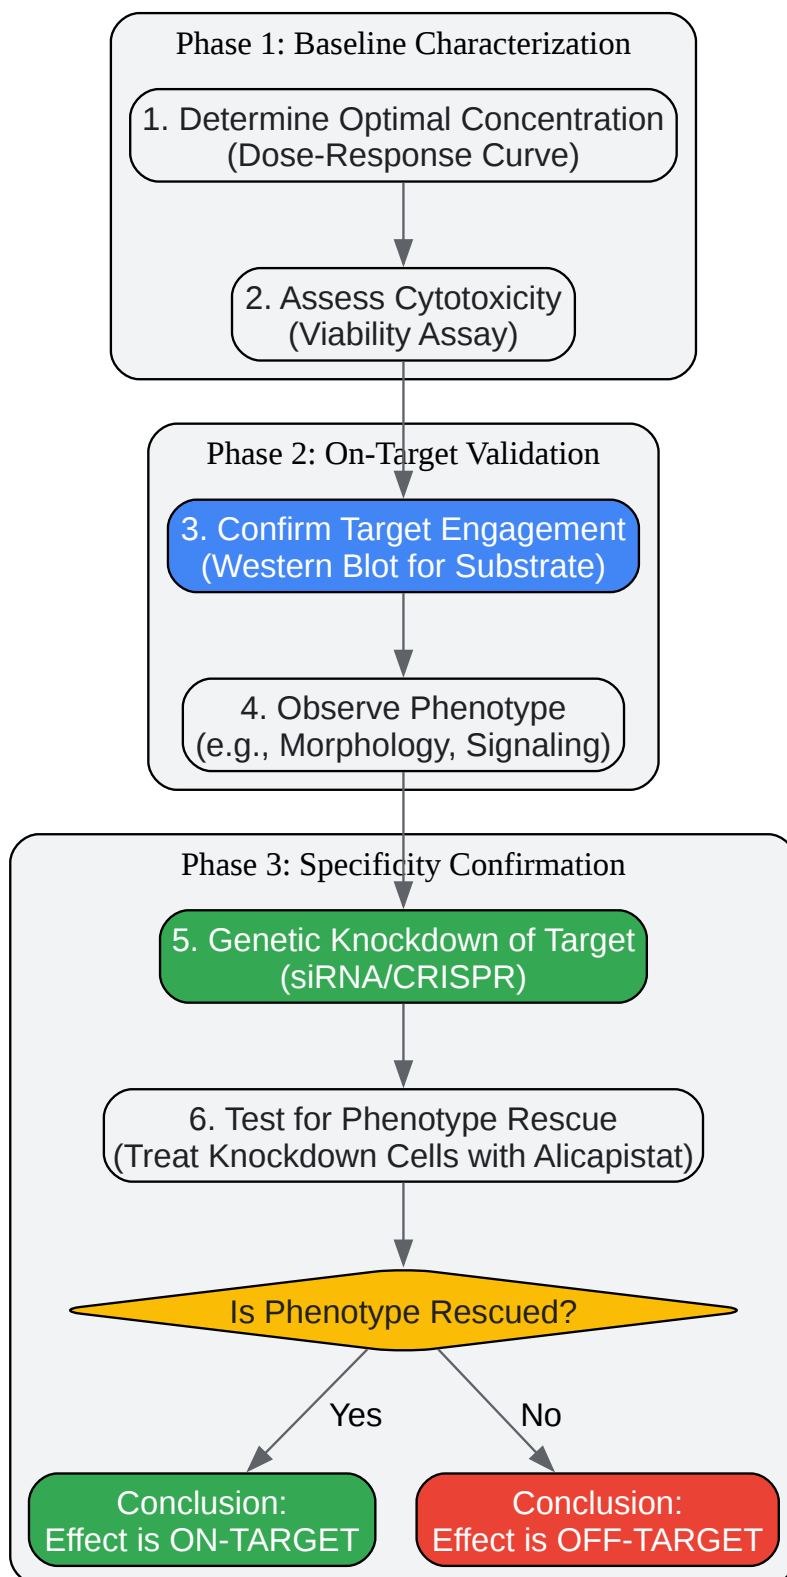 Phase 1: Baseline Characterization
1. Determine Optimal Concentration
(Dose-Response Curve)
2. Assess Cytotoxicity
(Viability Assay)
Phase 2: On-Target Validation
3. Confirm Target Engagement
(Western Blot for Substrate)
4. Observe Phenotype
(e.g., Morphology, Signaling)
Phase 3: Specificity Confirmation
5. Genetic Knockdown of Target
(siRNA/CRISPR)
6. Test for Phenotype Rescue
(Treat Knockdown Cells with Alicapistat)
Is Phenotype Rescued?
Yes
No
Conclusion:
Effect is ON-TARGET
Conclusion:
Effect is OFF-TARGET